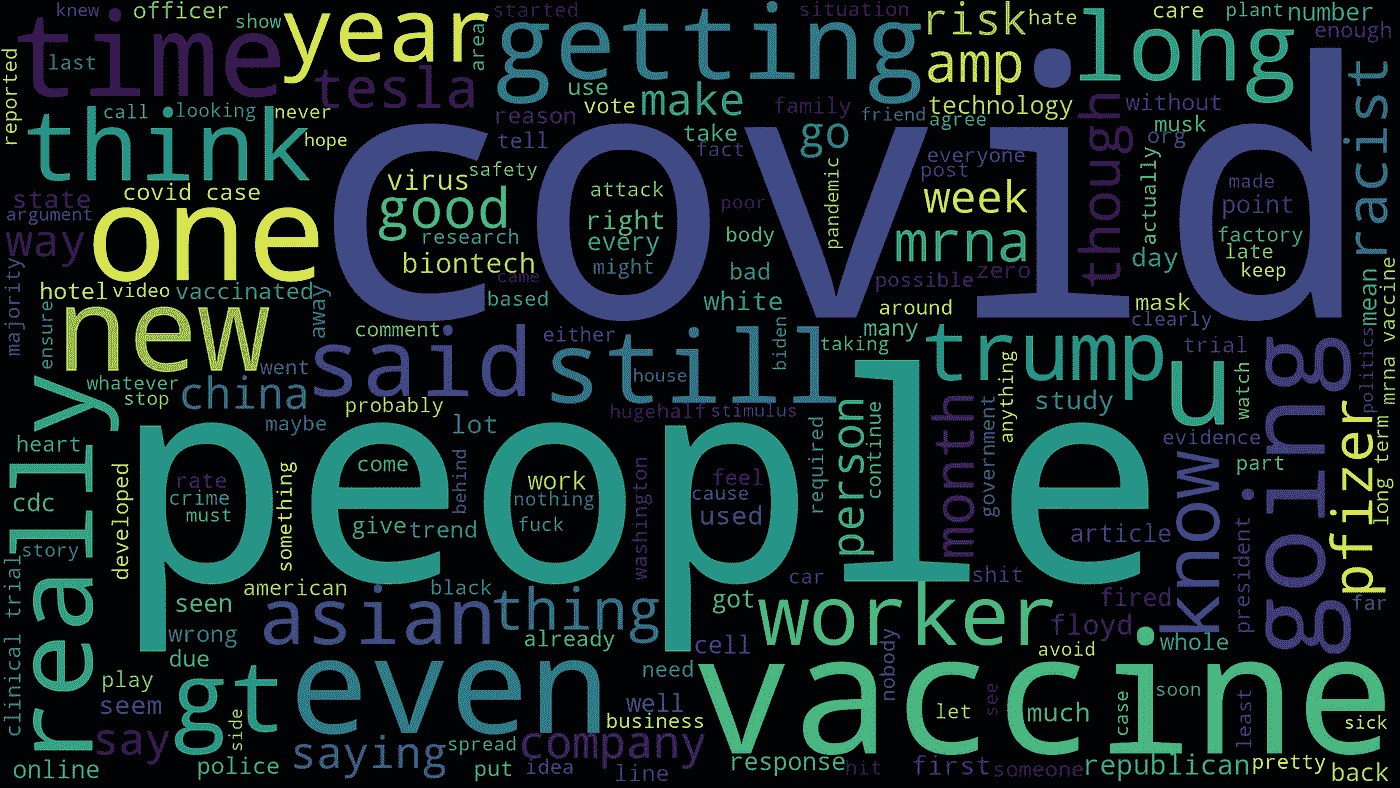 knew
officer
show
year
started
situation
risk
hate
care
plant
number
enough
time
last
area
getting
long
reported
tesla
use
vote
make
amp
technology
without
racist
call
looking
never
reason
family
friend
agree
musk
org
think
hope
tell
take
fact
go
though
everyone
post
actually
covid case
virus
safety
covid
attack
pandemic
week
made
state
argument
good
right
poor
point
way
one
research
every
body
mrna
factory
biontech
might
bad
day
late
came
possible
zero
keep
majority
hotel
video
vaccinated
based
white
around
mask
mean
mrna vaccine
ensure
new
away
comment
either
biden
many
clearly
taking
said
still
trump
trial
politics
went
house
whatever
stop
china
probably
huge
half
stimulus
anything
study
u
watch
going
really
maybe
lot
person
continue
month
government
pfizer
long term
heart
people
required
evidence
come
behind
work
feel
part
cdc
developed
rate
crime
must
something
nothing
cause
used
know
fuck
washington
give
trend
article
president
story
american
black
car
shit
clinical trial
seen
asian
thing
got
worker
fired
far
floyd
wrong
already
cell
nobody
avoid
whole
due
play
gt
even
need
vaccine
seem
side
well
let
see
much
case
soon
least
say
business
sick
saying
spread
company
online
police
put
idea
line
response
hit
first
someone
republican
pretty
back